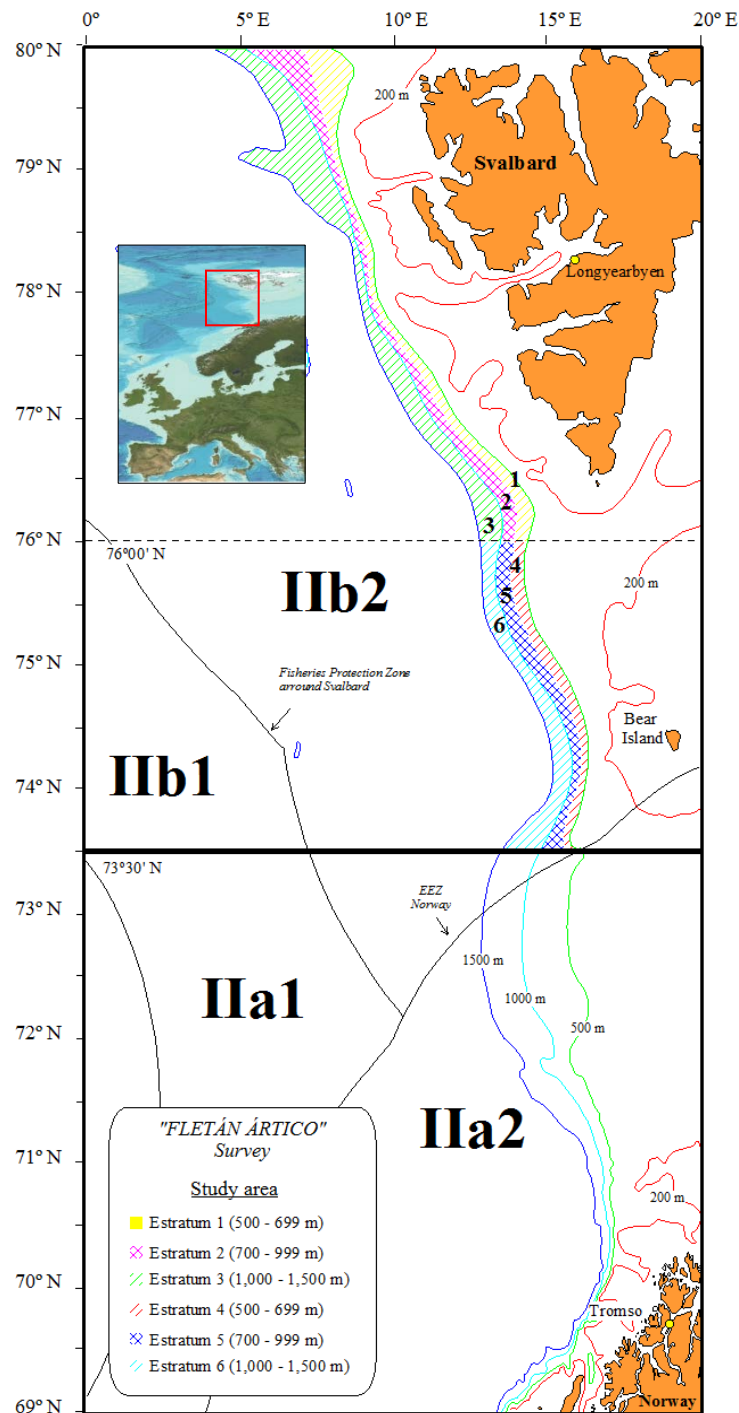 0° 5° E 10° E 15° E 20° E
80° N
200 m
79° N
Svalbard
Longyearbyen
78° N
77° N
1
2
3
76° N
76°00' N
4
200 m
IIb2
5
6
75° N
Fisheries Protection Zone
arround Svalbard
Bear
Island
IIb1
74° N
73°30' N
73° N
EEZ
Norway
1500 m
IIa1
1000 m
72° N
500 m
IIa2
71° N
"FLETÁN ÁRTICO"
Survey
200 m
Study area
Estratum 1 (500 - 699 m)
Estratum 2 (700 - 999 m)
Estratum 3 (1,000 - 1,500 m)
70° N
Tromso
Estratum 4 (500 - 699 m)
Estratum 5 (700 - 999 m)
Estratum 6 (1,000 - 1,500 m)
Norway
69° N